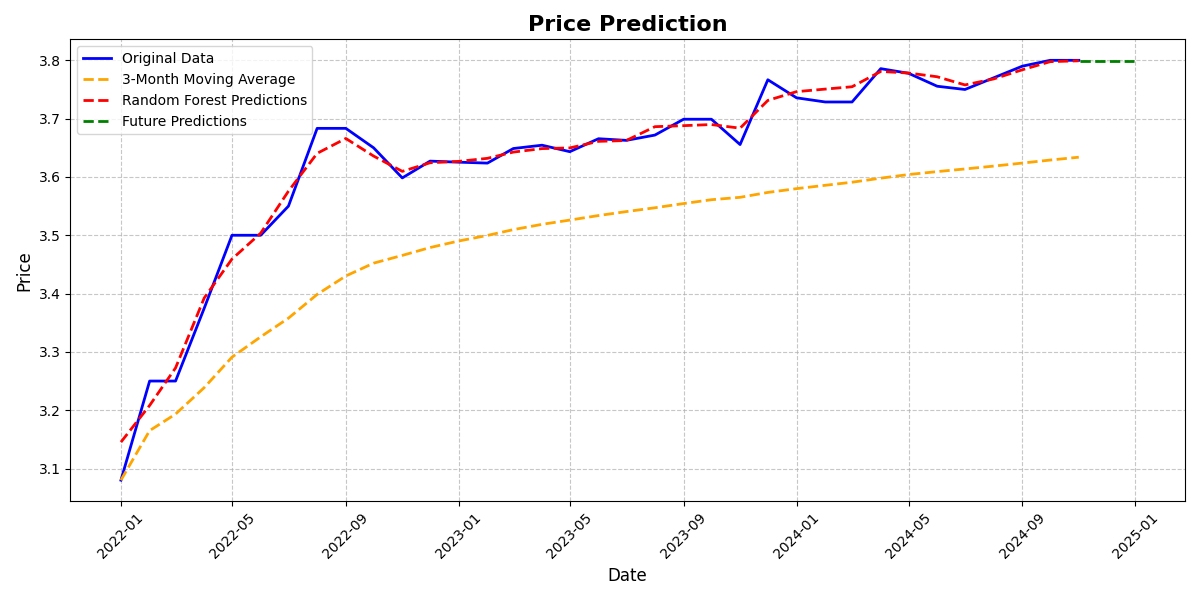 Price Prediction
Original Data
3-Month Moving Average
Random Forest Predictions
Future Predictions
Price
3.8
3.7
3.6
3.5
3.4
3.3
3.2
3.1
2022-01
2022-05
2022-09
2023-01
2023-05
2023-09
2024-01
2024-05
2024-09
2025-01
Date